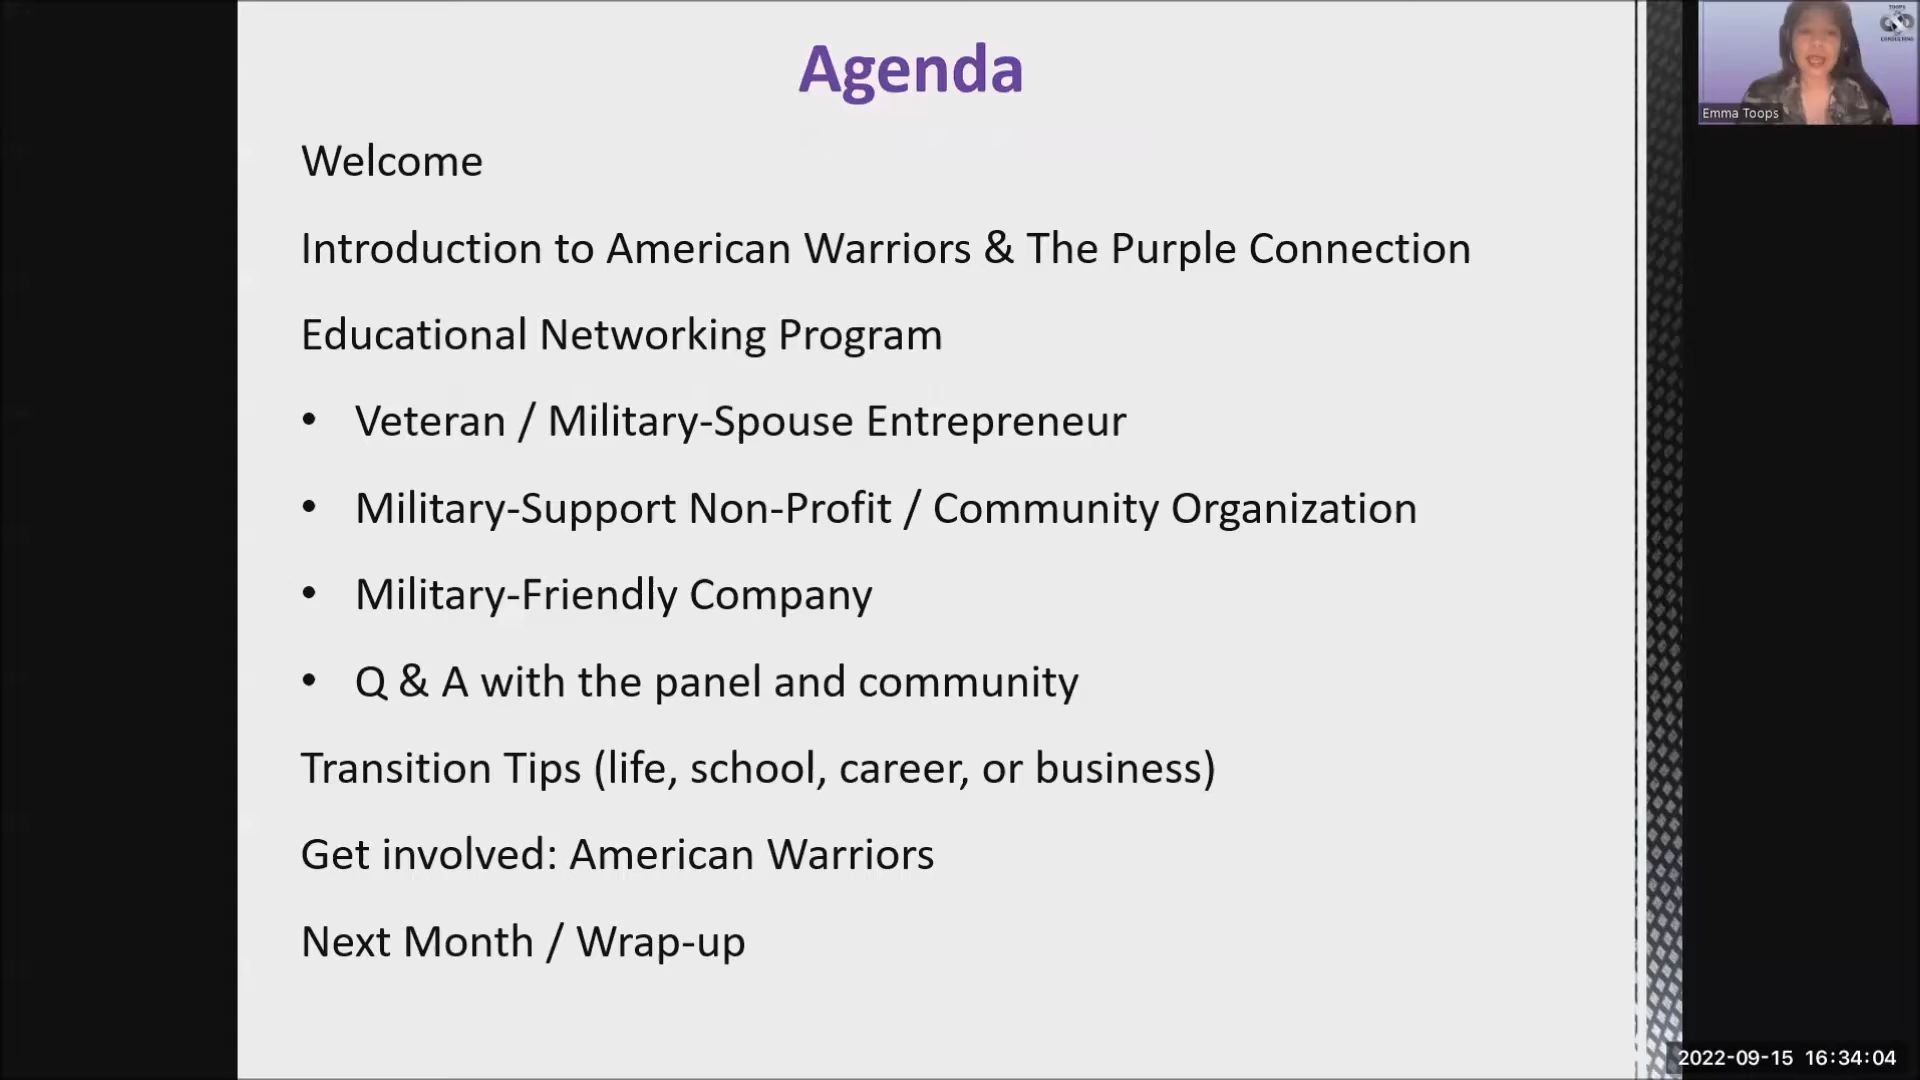 Agenda
Welcome
Introduction to American Warriors & The Purple Connection
Educational Networking Program
• Veteran / Military-Spouse Entrepreneur
• Military-Support Non-Profit / Community Organization
• Military-Friendly Company
• Q & A with the panel and community
Transition Tips (life, school, career, or business)
Get involved: American Warriors
Next Month / Wrap-up
TOOPS
CONSULTING
Emma Toops
2022-09-15 16:34:04